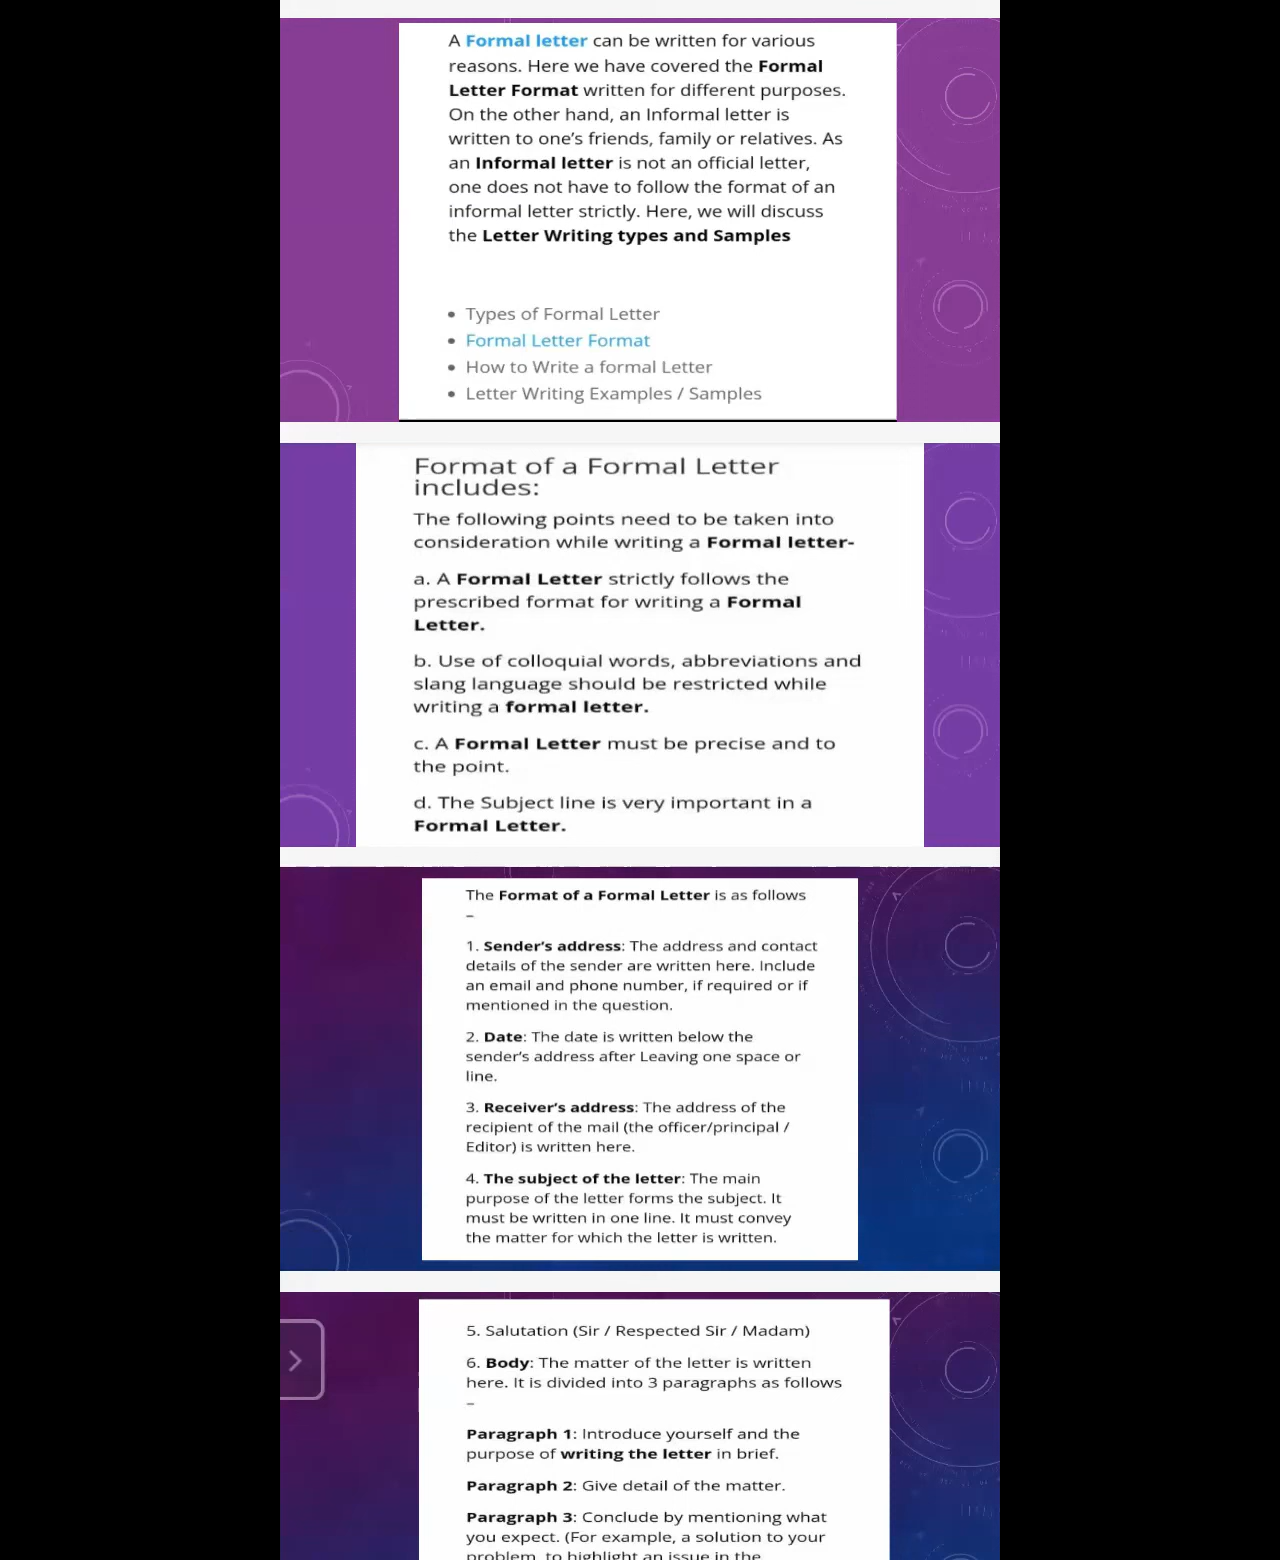 A Formal letter can be written for various
reasons. Here we have covered the Formal
Letter Format written for different purposes.
On the other hand, an Informal letter is
written to one's friends, family or relatives. As
an Informal letter is not an official letter,
one does not have to follow the format of an
informal letter strictly. Here, we will discuss
the Letter Writing types and Samples
• Types of Formal Letter
• Formal Letter Format
• How to Write a formal Letter
• Letter Writing Examples / Samples
Format of a Formal Letter
includes:
The following points need to be taken into
consideration while writing a Formal letter-
a. A Formal Letter strictly follows the
prescribed format for writing a Formal
Letter.
b. Use of colloquial words, abbreviations and
slang language should be restricted while
writing a formal letter.
c. A Formal Letter must be precise and to
the point.
d. The Subject line is very important in a
Formal Letter.
The Format of a Formal Letter is as follows
–
1. Sender's address: The address and contact
details of the sender are written here. Include
an email and phone number, if required or if
mentioned in the question.
2. Date: The date is written below the
sender's address after Leaving one space or
line.
3. Receiver's address: The address of the
recipient of the mail (the officer/principal /
Editor) is written here.
4. The subject of the letter: The main
purpose of the letter forms the subject. It
must be written in one line. It must convey
the matter for which the letter is written.
5. Salutation (Sir / Respected Sir / Madam)
6. Body: The matter of the letter is written
here. It is divided into 3 paragraphs as follows
–
Paragraph 1: Introduce yourself and the
purpose of writing the letter in brief.
Paragraph 2: Give detail of the matter.
Paragraph 3: Conclude by mentioning what
you expect. (For example, a solution to your
problem, to highlight an issue in the